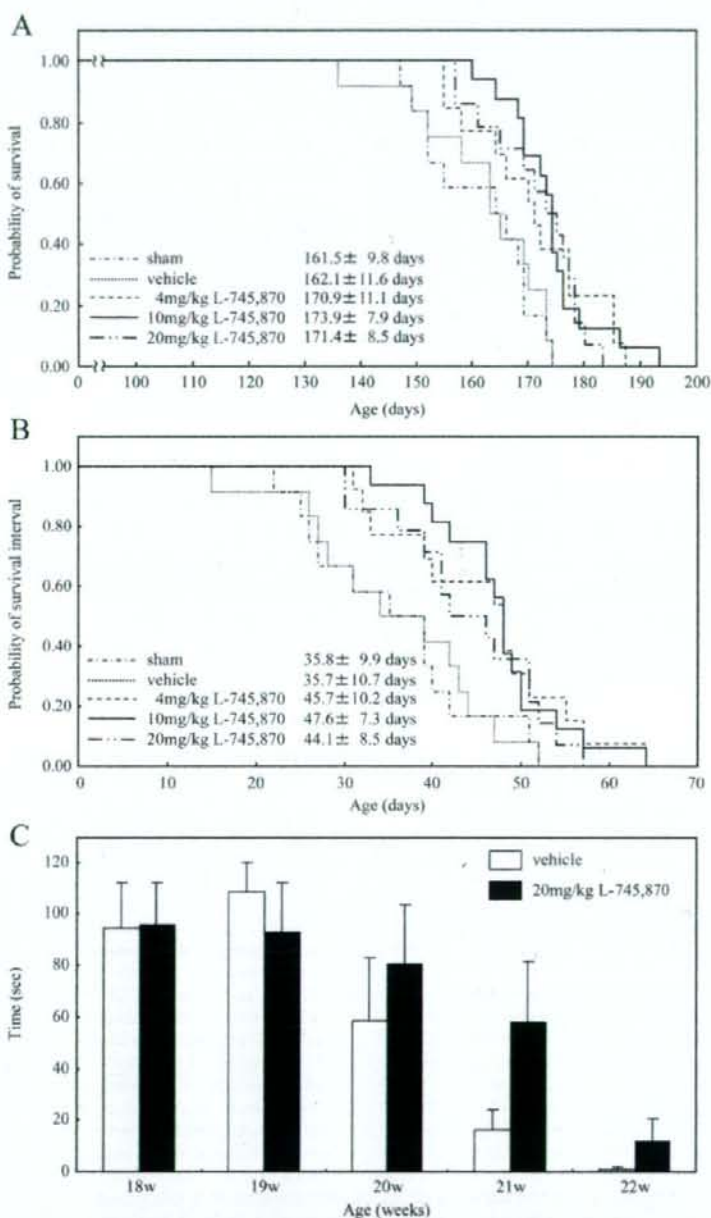 A
Probability of survival
1.00
0.80
0.60
0.40
0.20
0.00
sham 161.5± 9.8 days
vehicle 162.1±11.6 days
4mg/kg L-745,870 170.9±11.1 days
10mg/kg L-745,870 173.9± 7.9 days
20mg/kg L-745,870 171.4± 8.5 days
100 110 120 130 140 150 160 170 180 190 200
Age (days)
B
Probability of survival interval
1.00
0.80
0.60
0.40
0.20
0.00
sham 35.8± 9.9 days
vehicle 35.7±10.7 days
4mg/kg L-745,870 45.7±10.2 days
10mg/kg L-745,870 47.6± 7.3 days
20mg/kg L-745,870 44.1± 8.5 days
0 10 20 30 40 50 60 70
Age (days)
C
Time (sec)
120
100
80
60
40
20
0
vehicle
20mg/kg L-745,870
18w 19w 20w 21w 22w
Age (weeks)